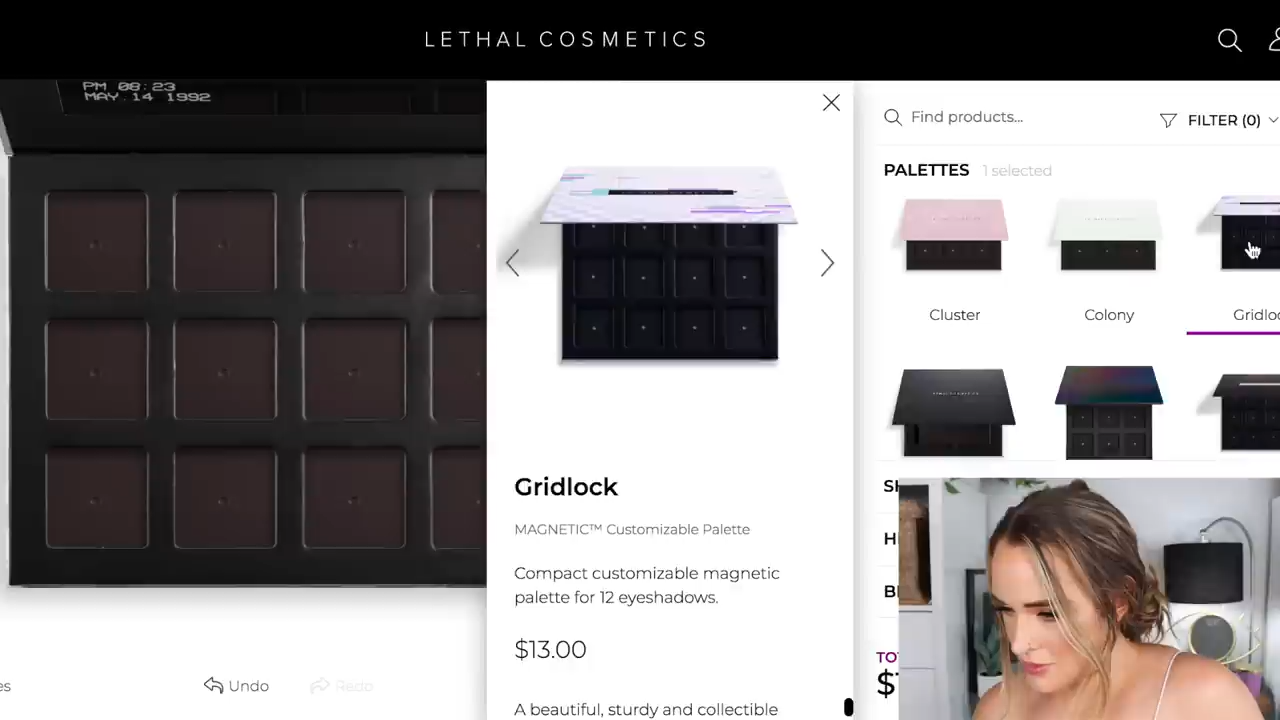 LETHAL COSMETICS
PM 08:23
MAY 14 1992
Find products...
FILTER (0)
PALETTES 1 selected
Cluster
Colony
Gridlock
MAGNETIC™ Customizable Palette
Compact customizable magnetic
palette for 12 eyeshadows.
$13.00
A beautiful, sturdy and collectible
Undo
Redo